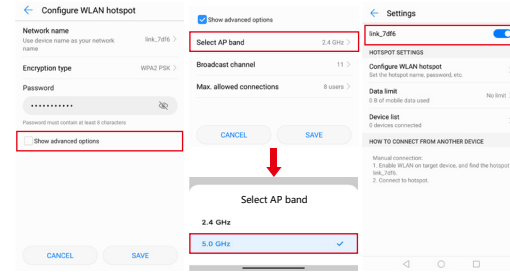 Configure WLAN hotspot
Network name
Use device name as your network
name
link_7df6
Encryption type
WPA2 PSK
Password
Password must contain at least 8 characters
Show advanced options
CANCEL
SAVE
Show advanced options
Select AP band
2.4 GHz
Broadcast channel
11
Max. allowed connections
8 users
CANCEL
SAVE
Select AP band
2.4 GHz
5.0 GHz
Settings
link_7df6
HOTSPOT SETTINGS
Configure WLAN hotspot
Set the hotspot name, password, etc.
Data limit
0 B of mobile data used
No limit
Device list
0 devices connected
HOW TO CONNECT FROM ANOTHER DEVICE
Manual connection:
1. Enable WLAN on target device, and find the hotspot
link_7df6.
2. Connect to hotspot.